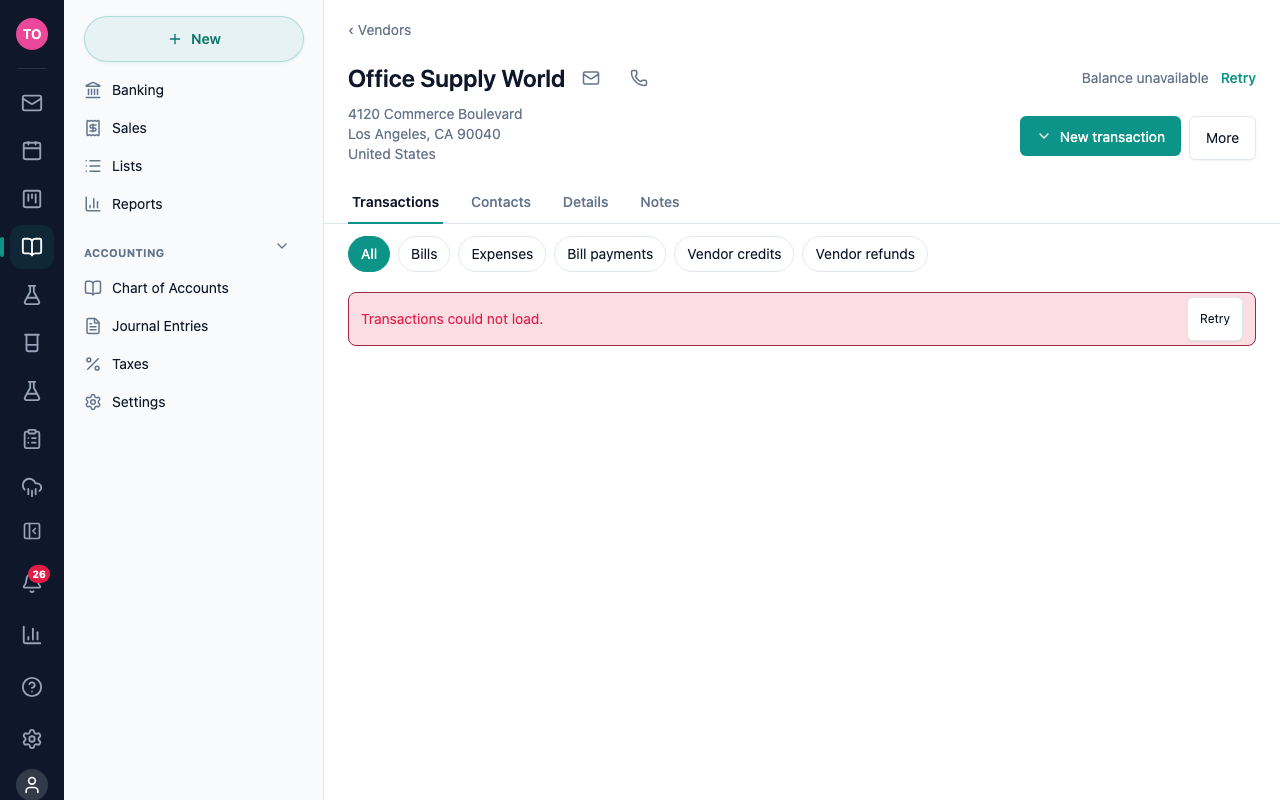 TO
New
Banking
Sales
Lists
Reports
ACCOUNTING
Chart of Accounts
Journal Entries
Taxes
Settings
26
‹ Vendors
Office Supply World
Balance unavailable Retry
4120 Commerce Boulevard
Los Angeles, CA 90040
United States
New transaction More
Transactions Contacts Details Notes
All Bills Expenses Bill payments Vendor credits Vendor refunds
Transactions could not load. Retry